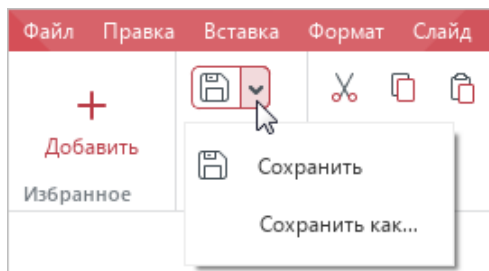 Файл Правка Вставка Формат Слайд
Добавить
Избранное
Сохранить
Сохранить как...